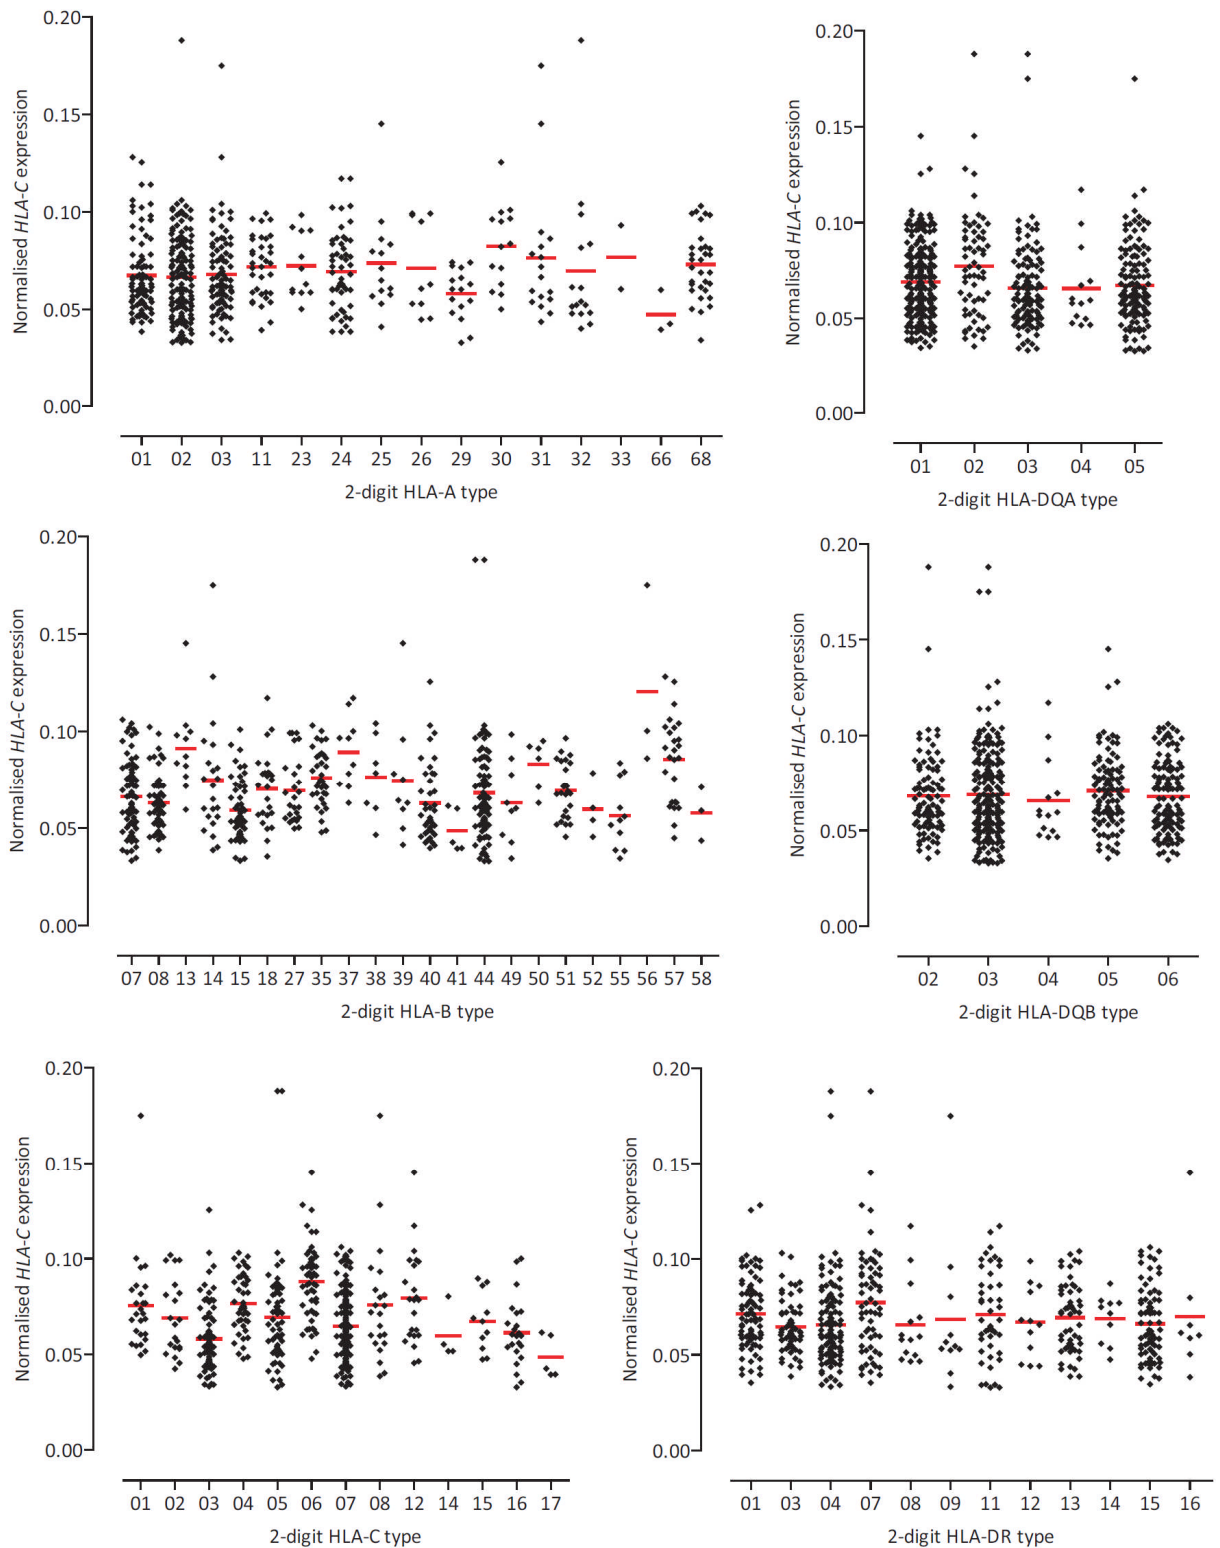 0.20
0.15
0.10
0.05
0.00
Normalised HLA-C expression
01 02 03 11 23 24 25 26 29 30 31 32 33 66 68
2-digit HLA-A type
0.20
0.15
0.10
0.05
0.00
Normalised HLA-C expression
01 02 03 04 05
2-digit HLA-DQA type
0.20
0.15
0.10
0.05
0.00
Normalised HLA-C expression
07 08 13 14 15 18 27 35 37 38 39 40 41 44 49 50 51 52 55 56 57 58
2-digit HLA-B type
0.20
0.15
0.10
0.05
0.00
Normalised HLA-C expression
02 03 04 05 06
2-digit HLA-DQB type
0.20
0.15
0.10
0.05
0.00
Normalised HLA-C expression
01 02 03 04 05 06 07 08 12 14 15 16 17
2-digit HLA-C type
0.20
0.15
0.10
0.05
0.00
Normalised HLA-C expression
01 03 04 07 08 09 11 12 13 14 15 16
2-digit HLA-DR type